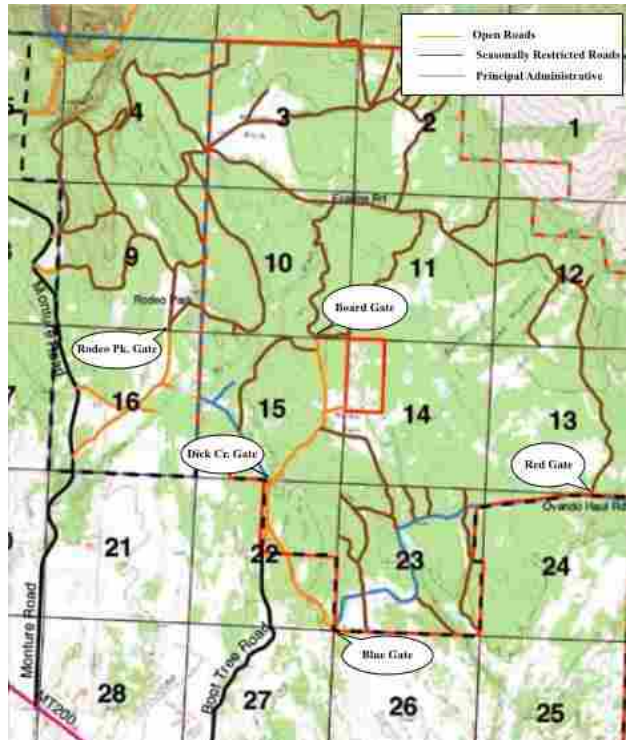 Open Roads
Seasonally Restricted Roads
Principal Administrative
4
3
2
1
9
10
11
12
Rodeo Park
Board Gate
Rodeo Pk. Gate
Monture Road
16
15
14
13
Dick Cr. Gate
Red Gate
Ovando Haul Rd
21
22
23
24
Monture Road
Boot Tree Road
Blue Gate
MT200
28
27
26
25